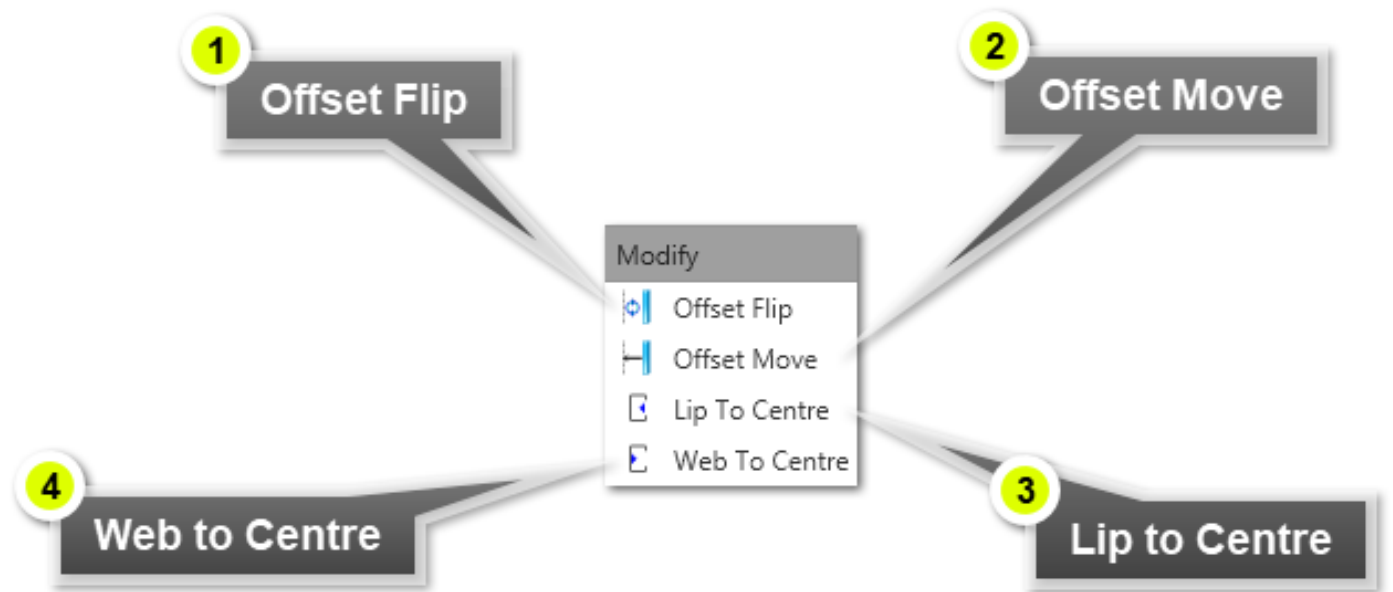 1
Offset Flip
2
Offset Move
Modify
Offset Flip
Offset Move
Lip To Centre
Web To Centre
4
Web to Centre
3
Lip to Centre